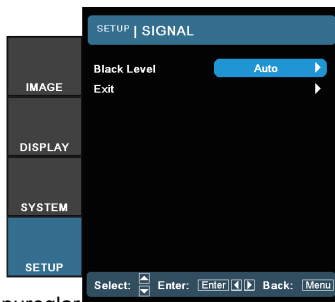 SETUP | SIGNAL
Black Level Auto
Exit
IMAGE
DISPLAY
SYSTEM
SETUP
Select: Enter: Enter Back: Menu